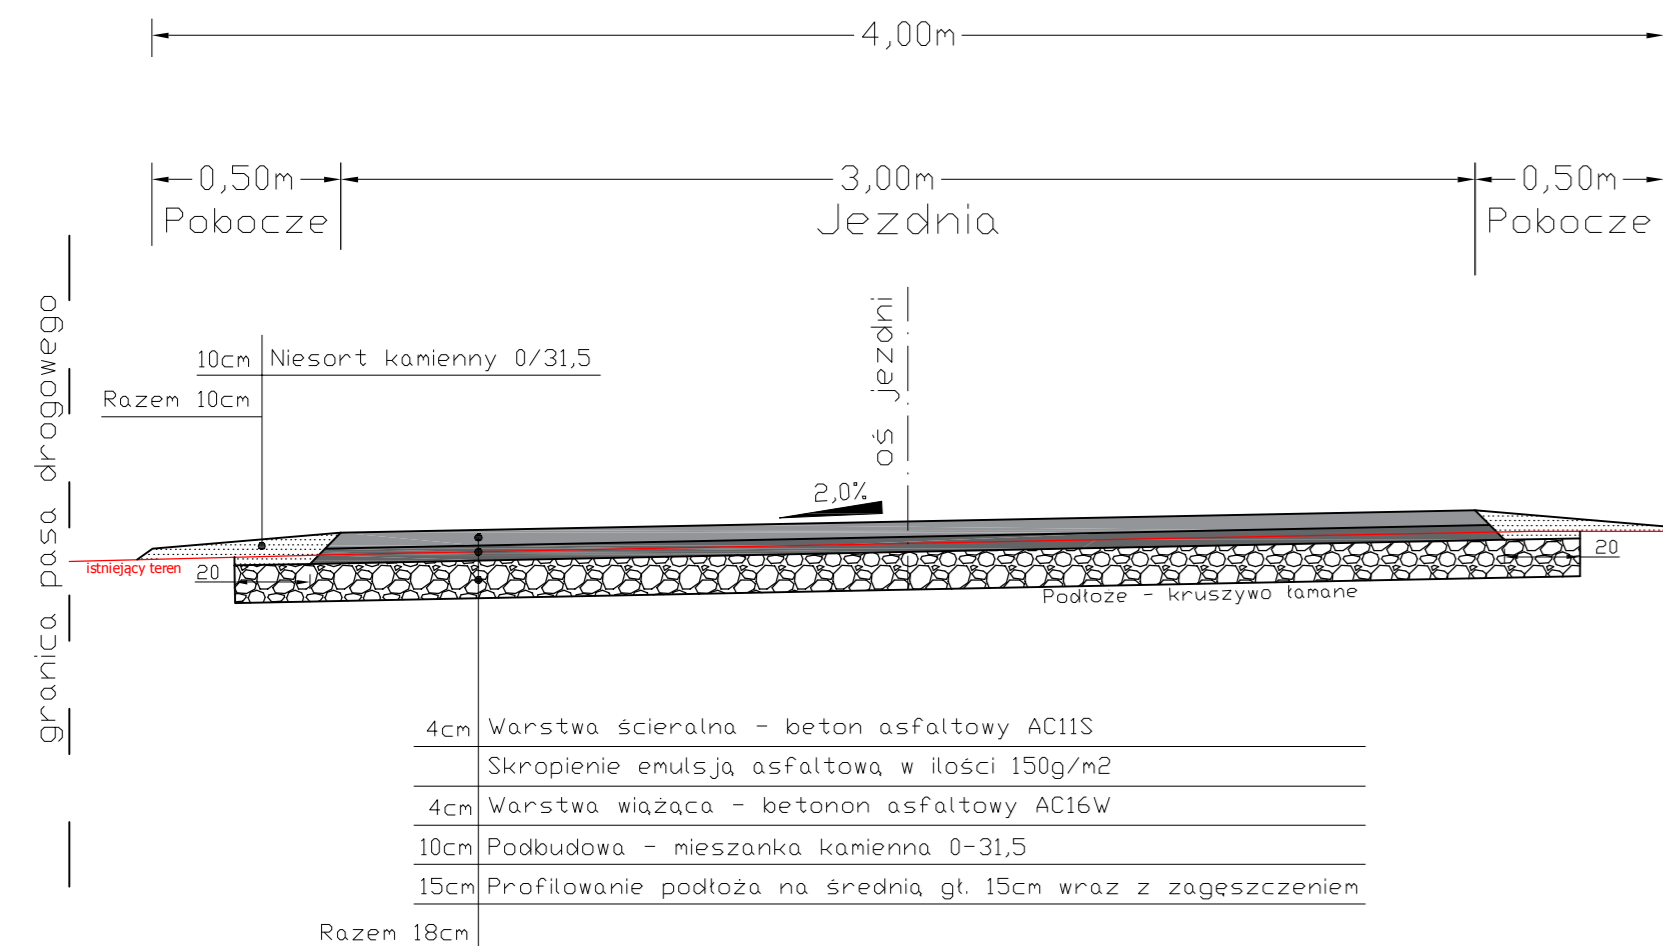 4,00m
0,50m
3,00m
0,50m
Pobocze
Jezdnia
Pobocze
granica pasa drogowego
oś jezdni
10cm Niesort kamienny 0/31,5
Razem 10cm
2,0%
istniejący teren
20
20
Podłoże - kruszywo łamane
4cm Warstwa ścieralna - beton asfaltowy AC11S
Skropienie emulsją asfaltową w ilości 150g/m2
4cm Warstwa wiążąca - betonon asfaltowy AC16W
10cm Podbudowa - mieszanka kamienna 0-31,5
15cm Profilowanie podłoża na średnią gł. 15cm wraz z zagęszczeniem
Razem 18cm